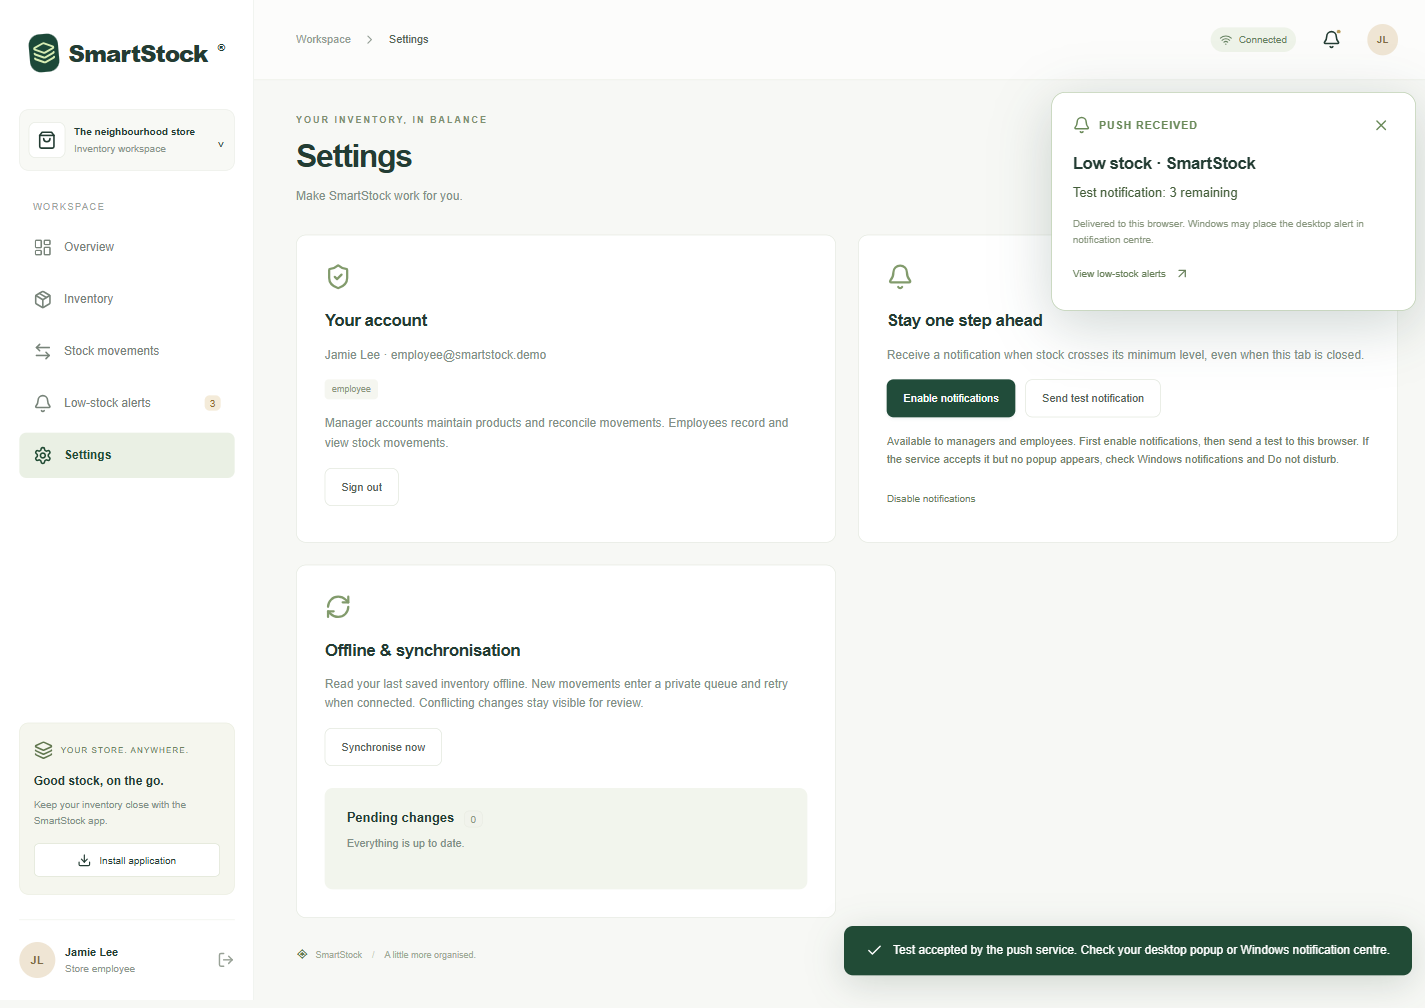 SmartStock ®
The neighbourhood store
Inventory workspace
WORKSPACE
Overview
Inventory
Stock movements
Low-stock alerts 3
Settings
YOUR STORE. ANYWHERE.
Good stock, on the go.
Keep your inventory close with the
SmartStock app.
Install application
JL
Jamie Lee
Store employee
Workspace
Settings
Connected
JL
YOUR INVENTORY, IN BALANCE
Settings
Make SmartStock work for you.
PUSH RECEIVED
Low stock · SmartStock
Test notification: 3 remaining
Delivered to this browser. Windows may place the desktop alert in
notification centre.
View low-stock alerts
Your account
Jamie Lee · employee@smartstock.demo
employee
Manager accounts maintain products and reconcile movements. Employees record and
view stock movements.
Sign out
Stay one step ahead
Receive a notification when stock crosses its minimum level, even when this tab is closed.
Enable notifications
Send test notification
Available to managers and employees. First enable notifications, then send a test to this browser. If
the service accepts it but no popup appears, check Windows notifications and Do not disturb.
Disable notifications
Offline & synchronisation
Read your last saved inventory offline. New movements enter a private queue and retry
when connected. Conflicting changes stay visible for review.
Synchronise now
Pending changes 0
Everything is up to date.
SmartStock / A little more organised.
Test accepted by the push service. Check your desktop popup or Windows notification centre.